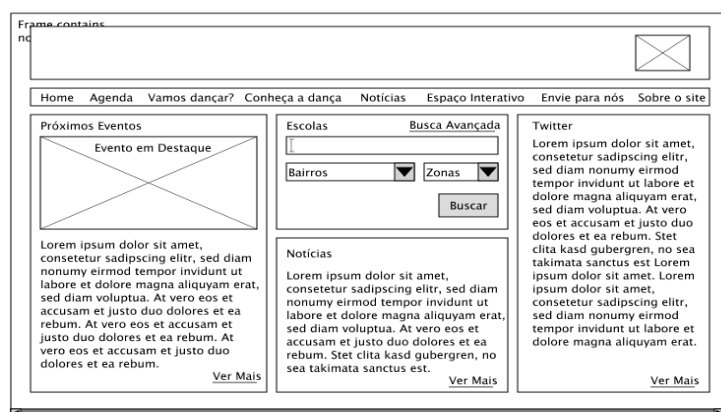 Frame contains
no
Home Agenda Vamos dançar? Conheça a dança Notícias Espaço Interativo Envie para nós Sobre o site
Próximos Eventos
Evento em Destaque
Lorem ipsum dolor sit amet,
consetetur sadipscing elitr, sed diam
nonumy eirmod tempor invidunt ut
labore et dolore magna aliquyam erat,
sed diam voluptua. At vero eos et
accusam et justo duo dolores et ea
rebum. At vero eos et accusam et
justo duo dolores et ea rebum. At
vero eos et accusam et justo duo
dolores et ea rebum.
Ver Mais
Escolas Busca Avançada
Bairros Zonas
Buscar
Notícias
Lorem ipsum dolor sit amet,
consetetur sadipscing elitr, sed diam
nonumy eirmod tempor invidunt ut
labore et dolore magna aliquyam erat,
sed diam voluptua. At vero eos et
accusam et justo duo dolores et ea
rebum. Stet clita kasd gubergren, no
sea takimata sanctus est.
Ver Mais
Twitter
Lorem ipsum dolor sit amet,
consetetur sadipscing elitr,
sed diam nonumy eirmod
tempor invidunt ut labore et
dolore magna aliquyam erat,
sed diam voluptua. At vero
eos et accusam et justo duo
dolores et ea rebum. Stet
clita kasd gubergren, no sea
takimata sanctus est Lorem
ipsum dolor sit amet. Lorem
ipsum dolor sit amet,
consetetur sadipscing elitr,
sed diam nonumy eirmod
tempor invidunt ut labore et
dolore magna aliquyam erat.
Ver Mais